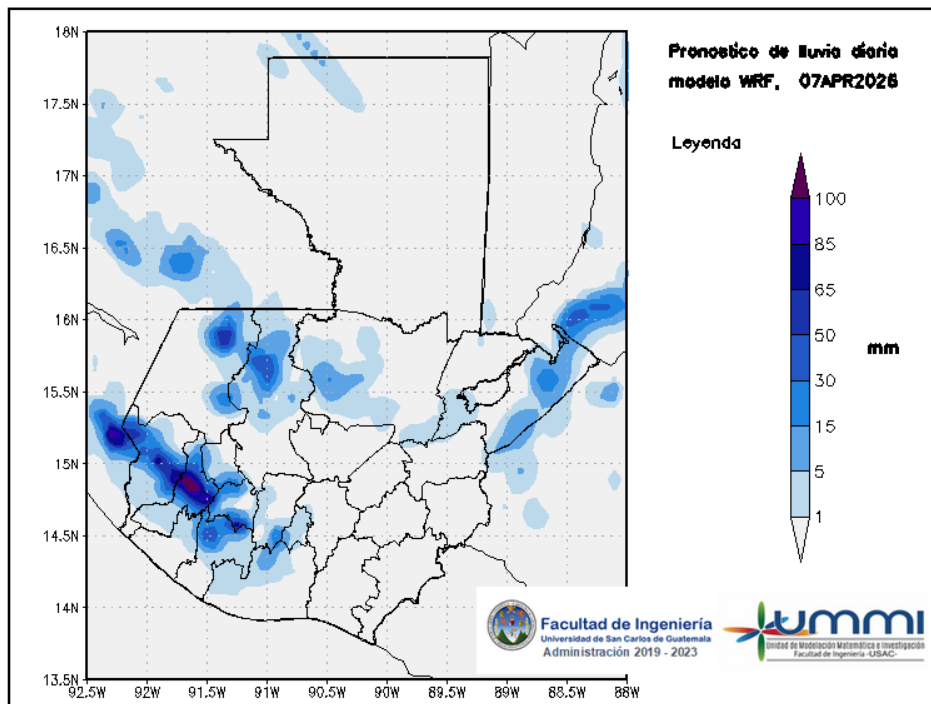 Pronostico de lluvia diaria
modelo WRF, 07APR2026
Leyenda
100
85
65
50
30
15
5
1
mm
18N
17.5N
17N
16.5N
16N
15.5N
15N
14.5N
14N
13.5N
92.5W 92W 91.5W 91W 90.5W 90W 89.5W 89W 88.5W 88W
Facultad de Ingeniería
Universidad de San Carlos de Guatemala
Administración 2019 - 2023
ummi
Unidad de Modelación Matemática e Investigación
Facultad de Ingeniería -USAC-